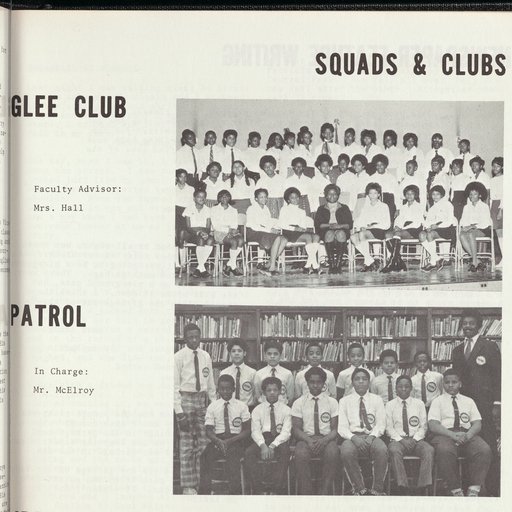 SQUADS & CLUBS
GLEE CLUB
Faculty Advisor:
Mrs. Hall
PATROL
In Charge:
Mr. McElroy